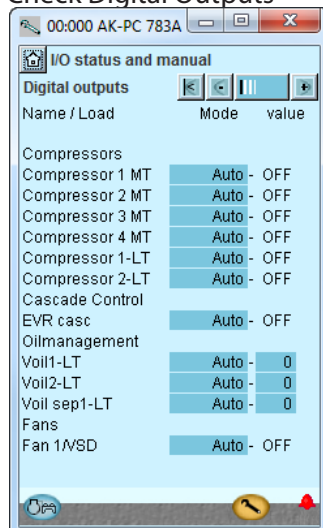 Check Digital Outputs
00:000 AK-PC 783A
I/O status and manual
Digital outputs
Name / Load Mode value
Compressors
Compressor 1 MT Auto - OFF
Compressor 2 MT Auto - OFF
Compressor 3 MT Auto - OFF
Compressor 4 MT Auto - OFF
Compressor 1-LT Auto - OFF
Compressor 2-LT Auto - OFF
Cascade Control
EVR casc Auto - OFF
Oilmanagement
Voil1-LT Auto - 0
Voil2-LT Auto - 0
Voil sep1-LT Auto - 0
Fans
Fan 1/VSD Auto - OFF